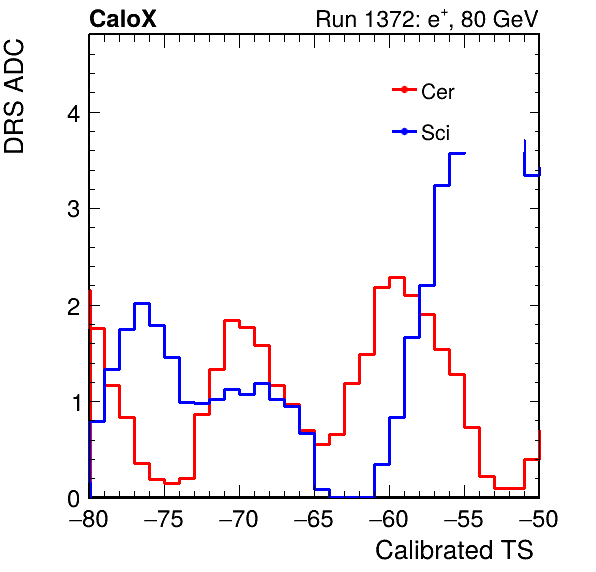 CaloX Run 1372: e⁺, 80 GeV
DRS ADC
Cer
Sci
4
3
2
1
0
−80 −75 −70 −65 −60 −55 −50
Calibrated TS